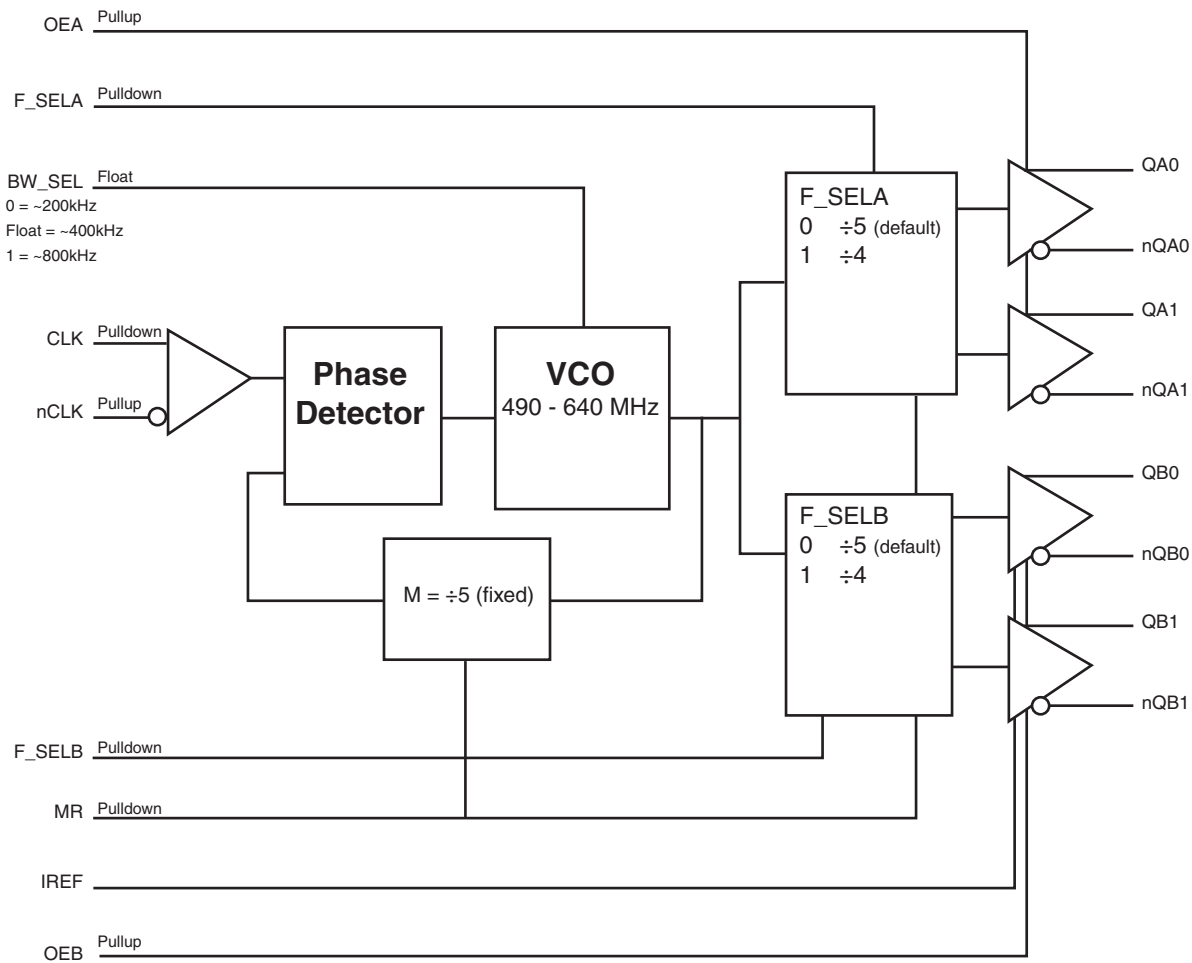 OEA Pullup
F_SELA Pulldown
BW_SEL Float
0 = ~200kHz
Float = ~400kHz
1 = ~800kHz
CLK Pulldown
nCLK Pullup
Phase
Detector
VCO
490 - 640 MHz
M = ÷5 (fixed)
F_SELA
0 ÷5 (default)
1 ÷4
F_SELB
0 ÷5 (default)
1 ÷4
QA0
nQA0
QA1
nQA1
QB0
nQB0
QB1
nQB1
F_SELB Pulldown
MR Pulldown
IREF
OEB Pullup